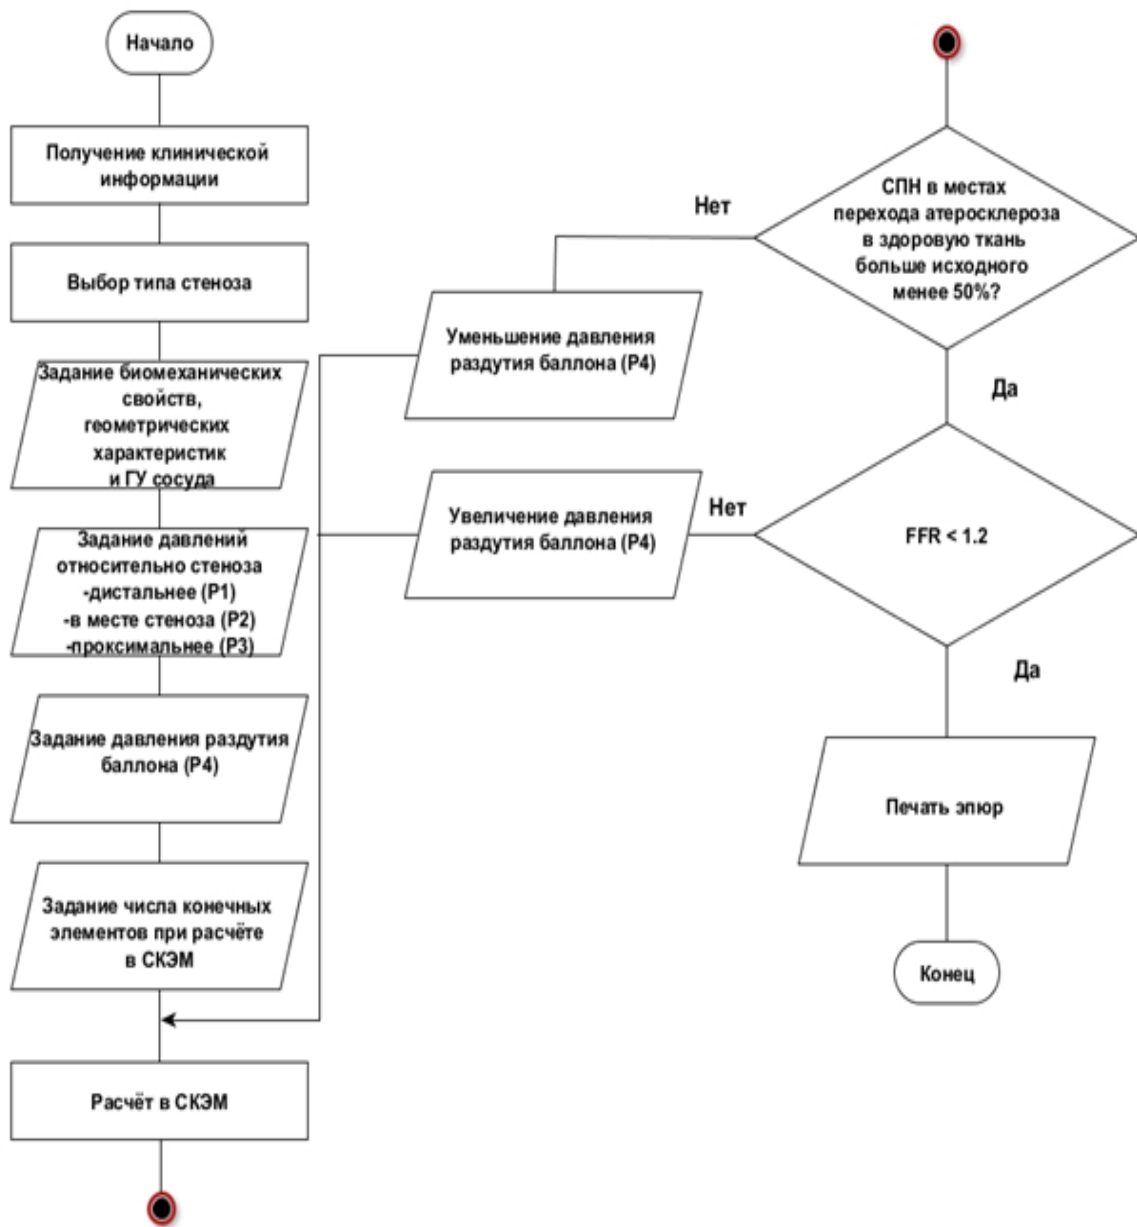 Начало
Получение клинической
информации
Выбор типа стеноза
Задание биомеханических
свойств,
геометрических
характеристик
и ГУ сосуда
Задание давлений
относительно стеноза
-дистальнее (P1)
-в месте стеноза (P2)
-проксимальнее (P3)
Задание давления раздутия
баллона (P4)
Задание числа конечных
элементов при расчёте
в СКЭМ
Расчёт в СКЭМ
СПН в местах
перехода атеросклероза
в здоровую ткань
больше исходного
менее 50%?
Нет
Уменьшение давления
раздутия баллона (P4)
Да
FFR < 1.2
Нет
Увеличение давления
раздутия баллона (P4)
Да
Печать эпюр
Конец